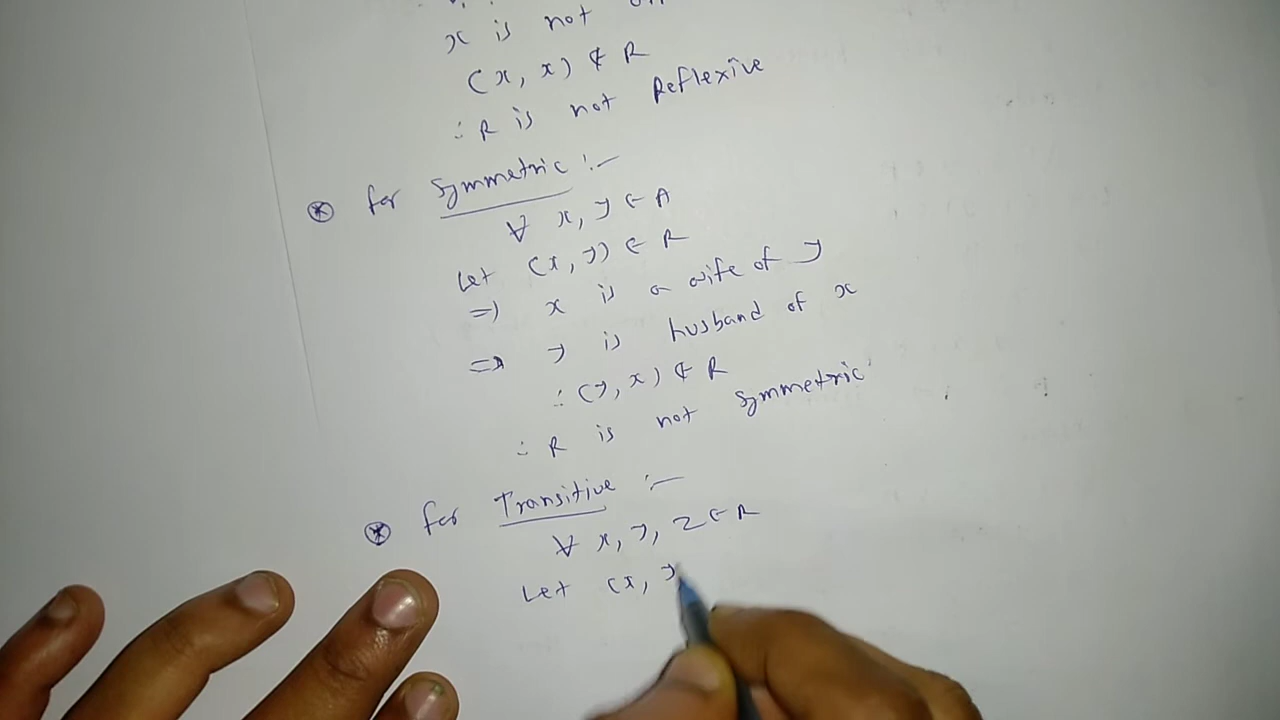 x is not
(x, x) ∉ R
∴ R is not Reflexive
⊛ for Symmetric :-
∀ x, y ∈ A
Let (x, y) ∈ R
=) x is a wife of y
=> y is husband of x
∴ (y, x) ∉ R
∴ R is not Symmetric
⊛ for Transitive :-
∀ x, y, z ∈ R
Let (x, y